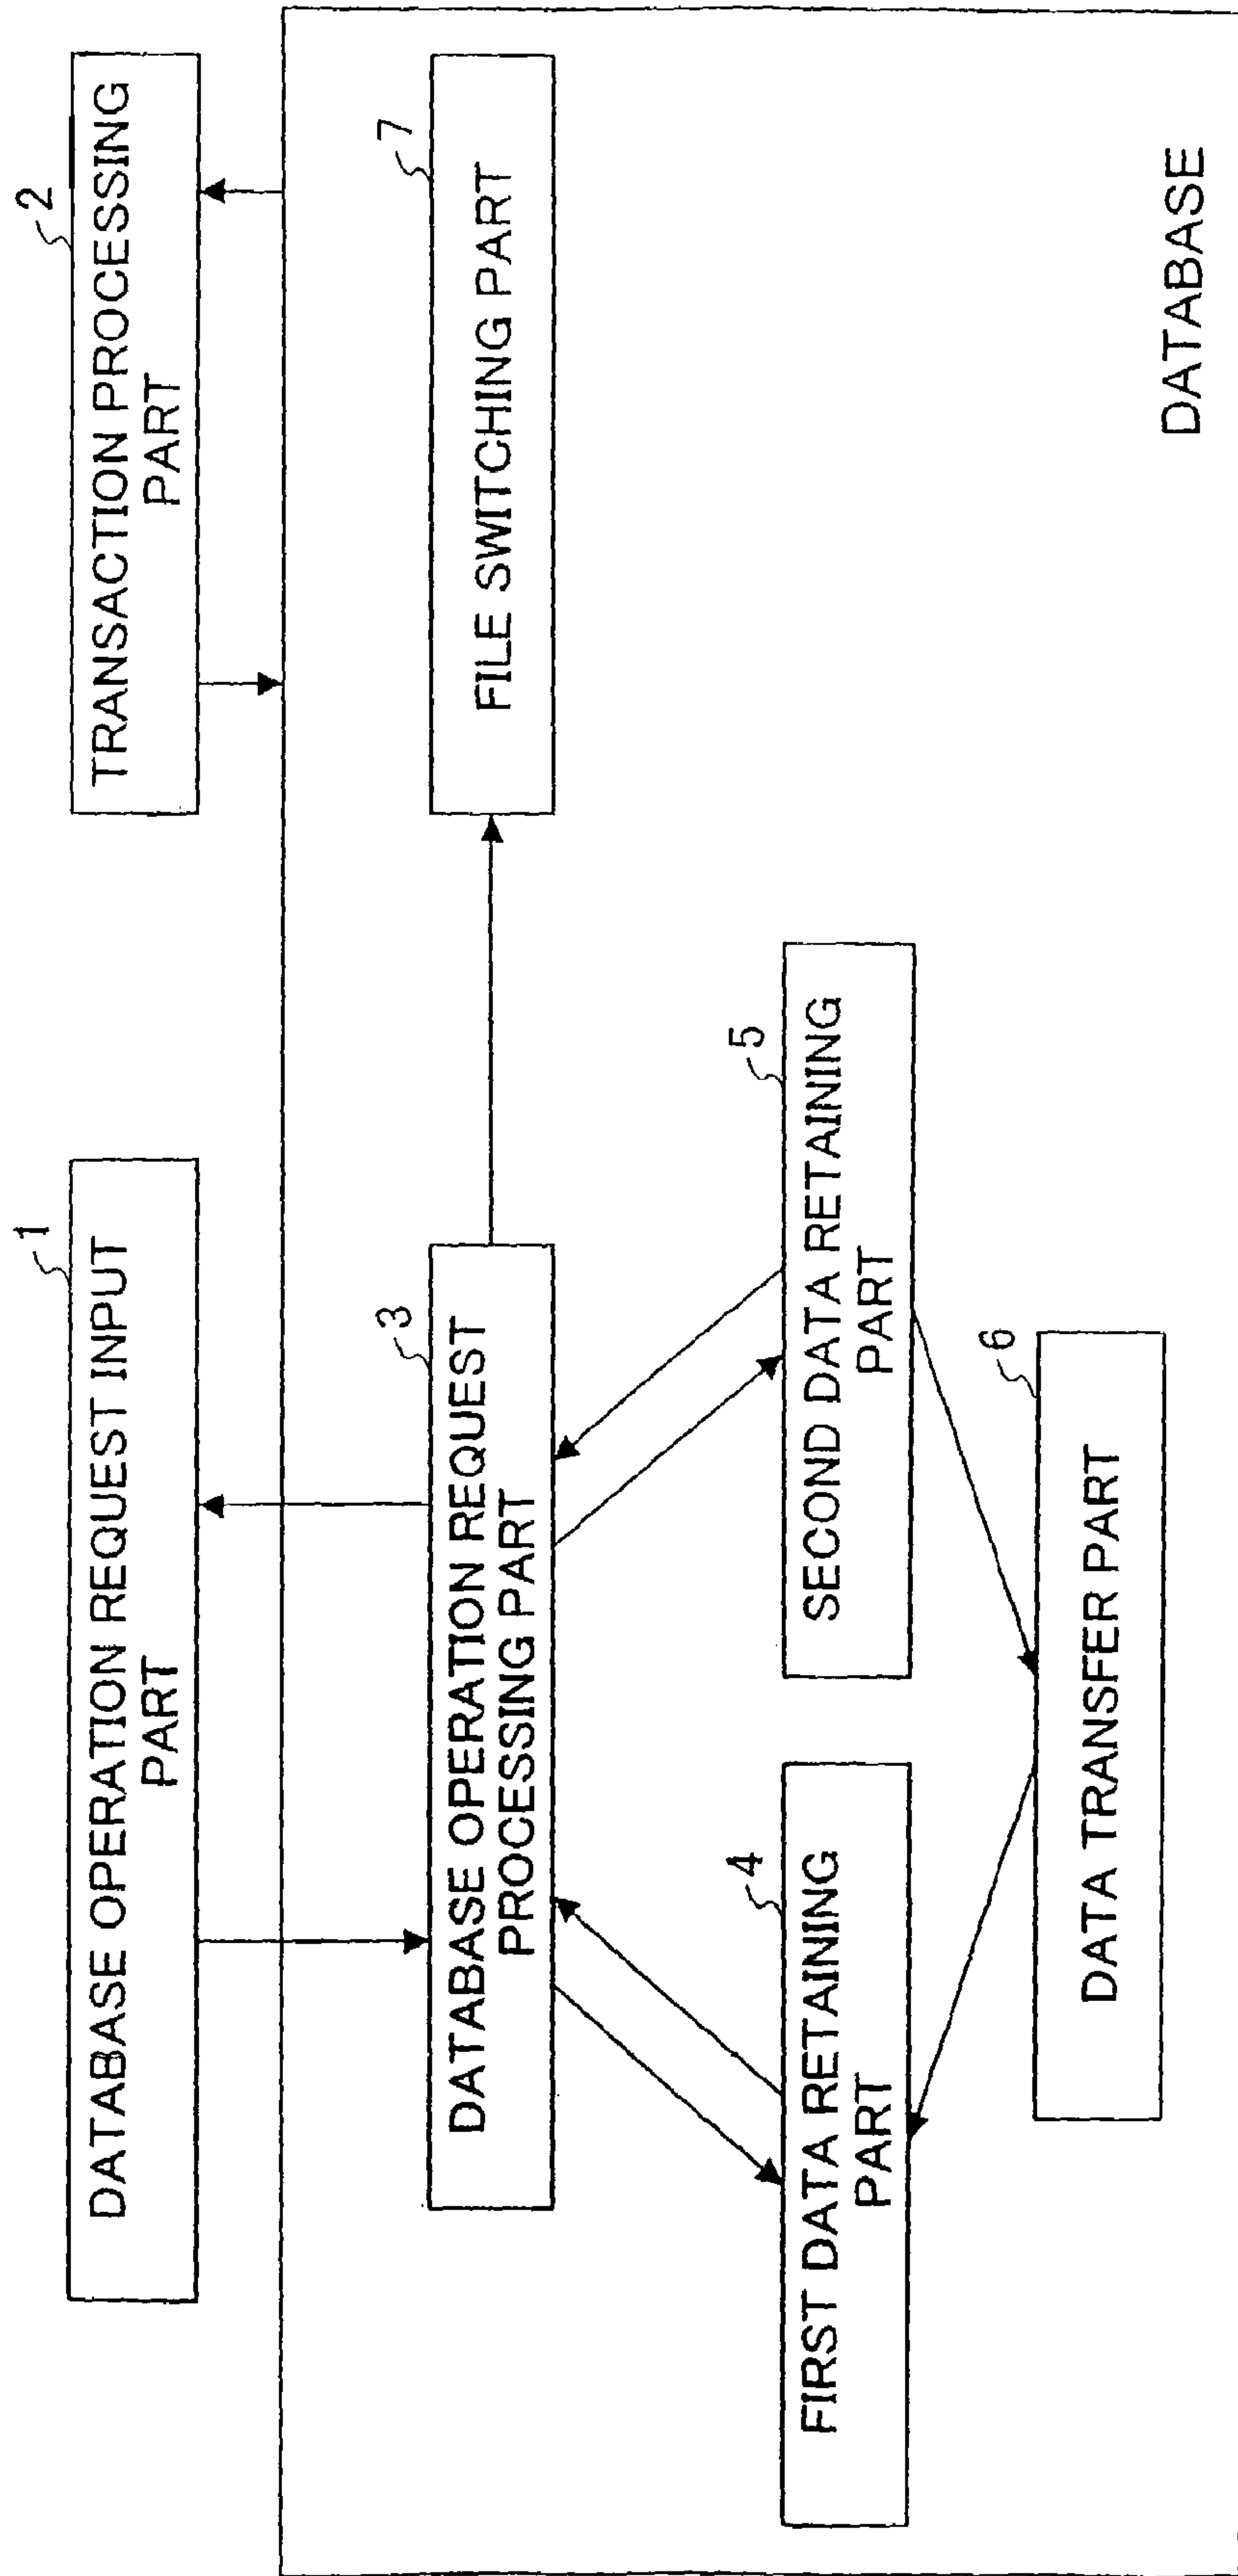 1
DATABASE OPERATION REQUEST INPUT
PART
2
TRANSACTION PROCESSING
PART
3
DATABASE OPERATION REQUEST
PROCESSING PART
7
FILE SWITCHING PART
4
FIRST DATA RETAINING
PART
5
SECOND DATA RETAINING
PART
6
DATA TRANSFER PART
DATABASE